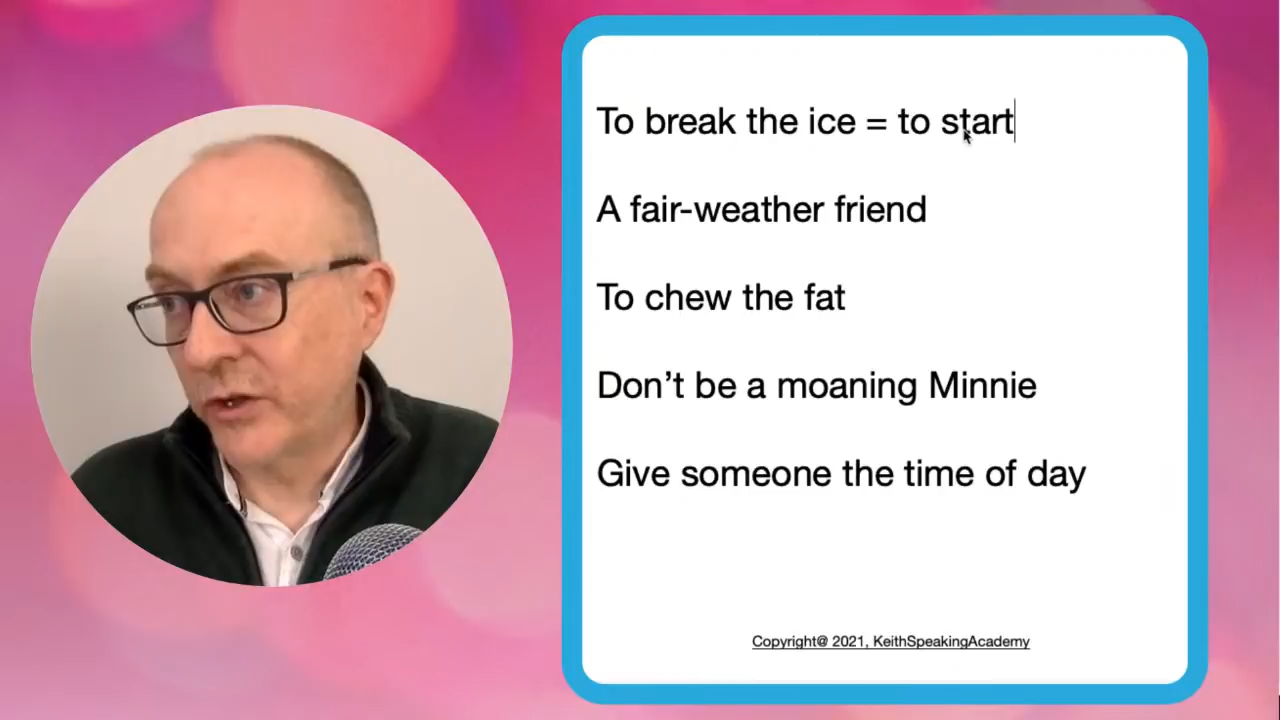 To break the ice = to start
A fair-weather friend
To chew the fat
Don’t be a moaning Minnie
Give someone the time of day
Copyright@ 2021, KeithSpeakingAcademy